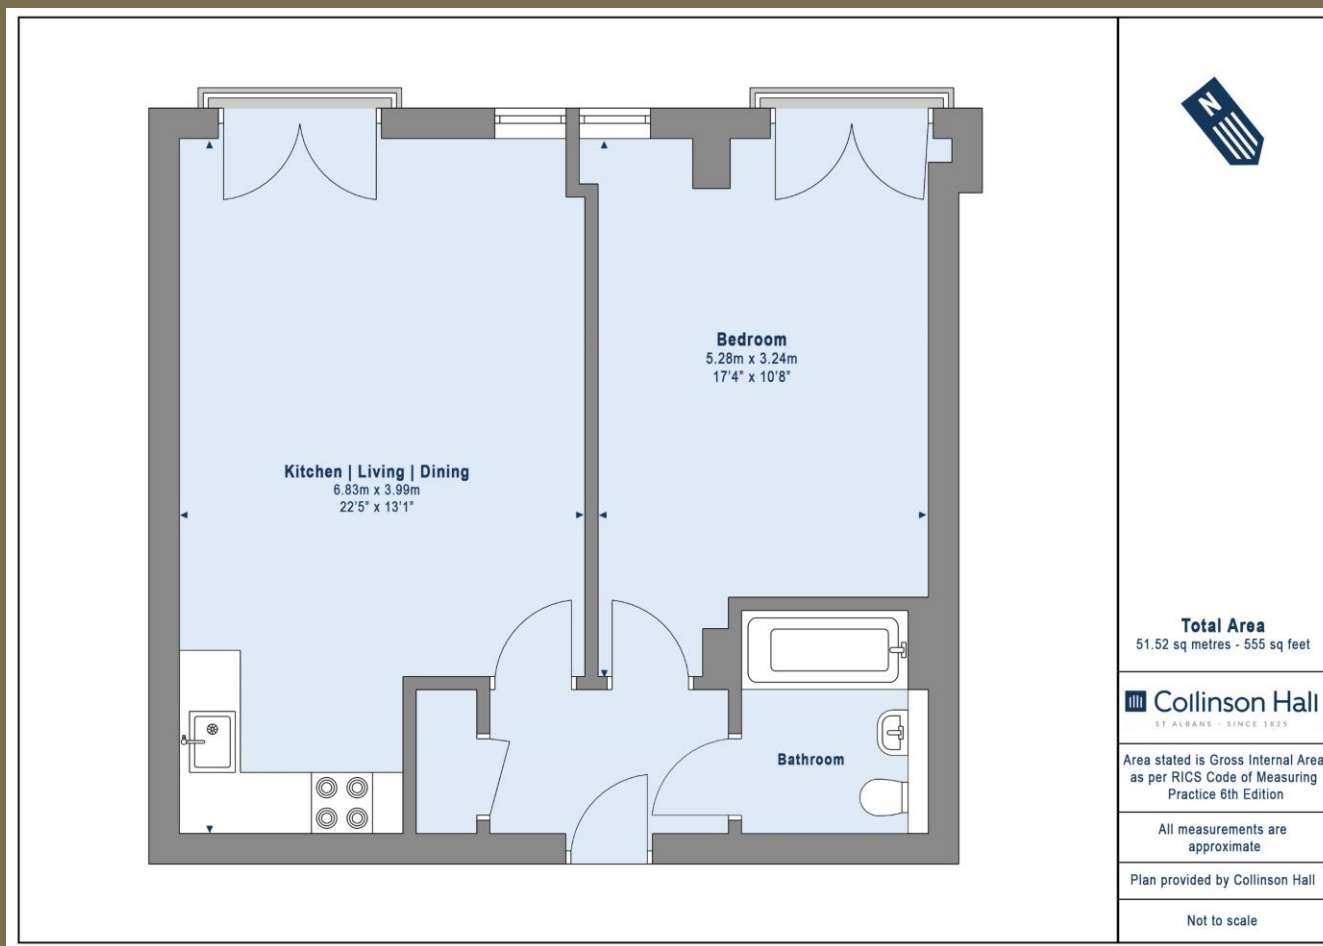 N
Kitchen | Living | Dining
6.83m x 3.99m
22'5" x 13'1"
Bedroom
5.28m x 3.24m
17'4" x 10'8"
Bathroom
Total Area
51.52 sq metres - 555 sq feet
Collinson Hall
ST ALBANS - SINCE 1825
Area stated is Gross Internal Area
as per RICS Code of Measuring
Practice 6th Edition
All measurements are
approximate
Plan provided by Collinson Hall
Not to scale